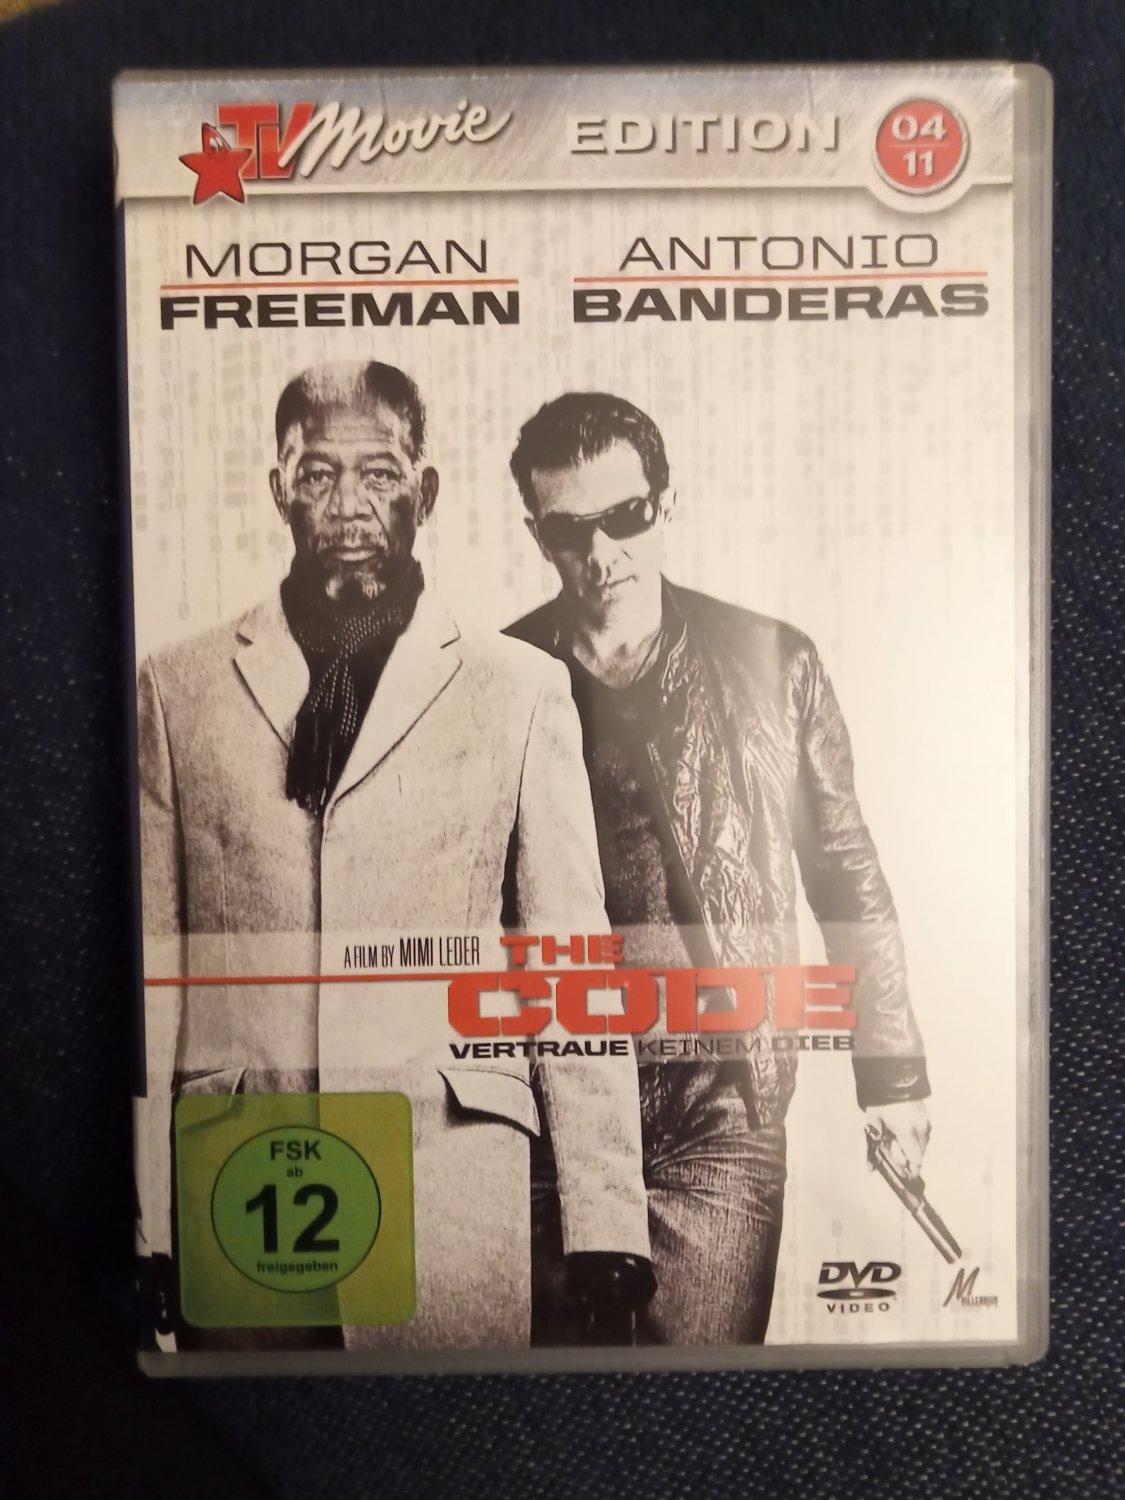 TV Movie EDITION 04
11
MORGAN
FREEMAN
ANTONIO
BANDERAS
A FILM BY MIMI LEDER
THE
CODE
VERTRAUE KEINEM DIEB
FSK
ab
12
freigegeben
DVD
VIDEO
MILLENNIUM